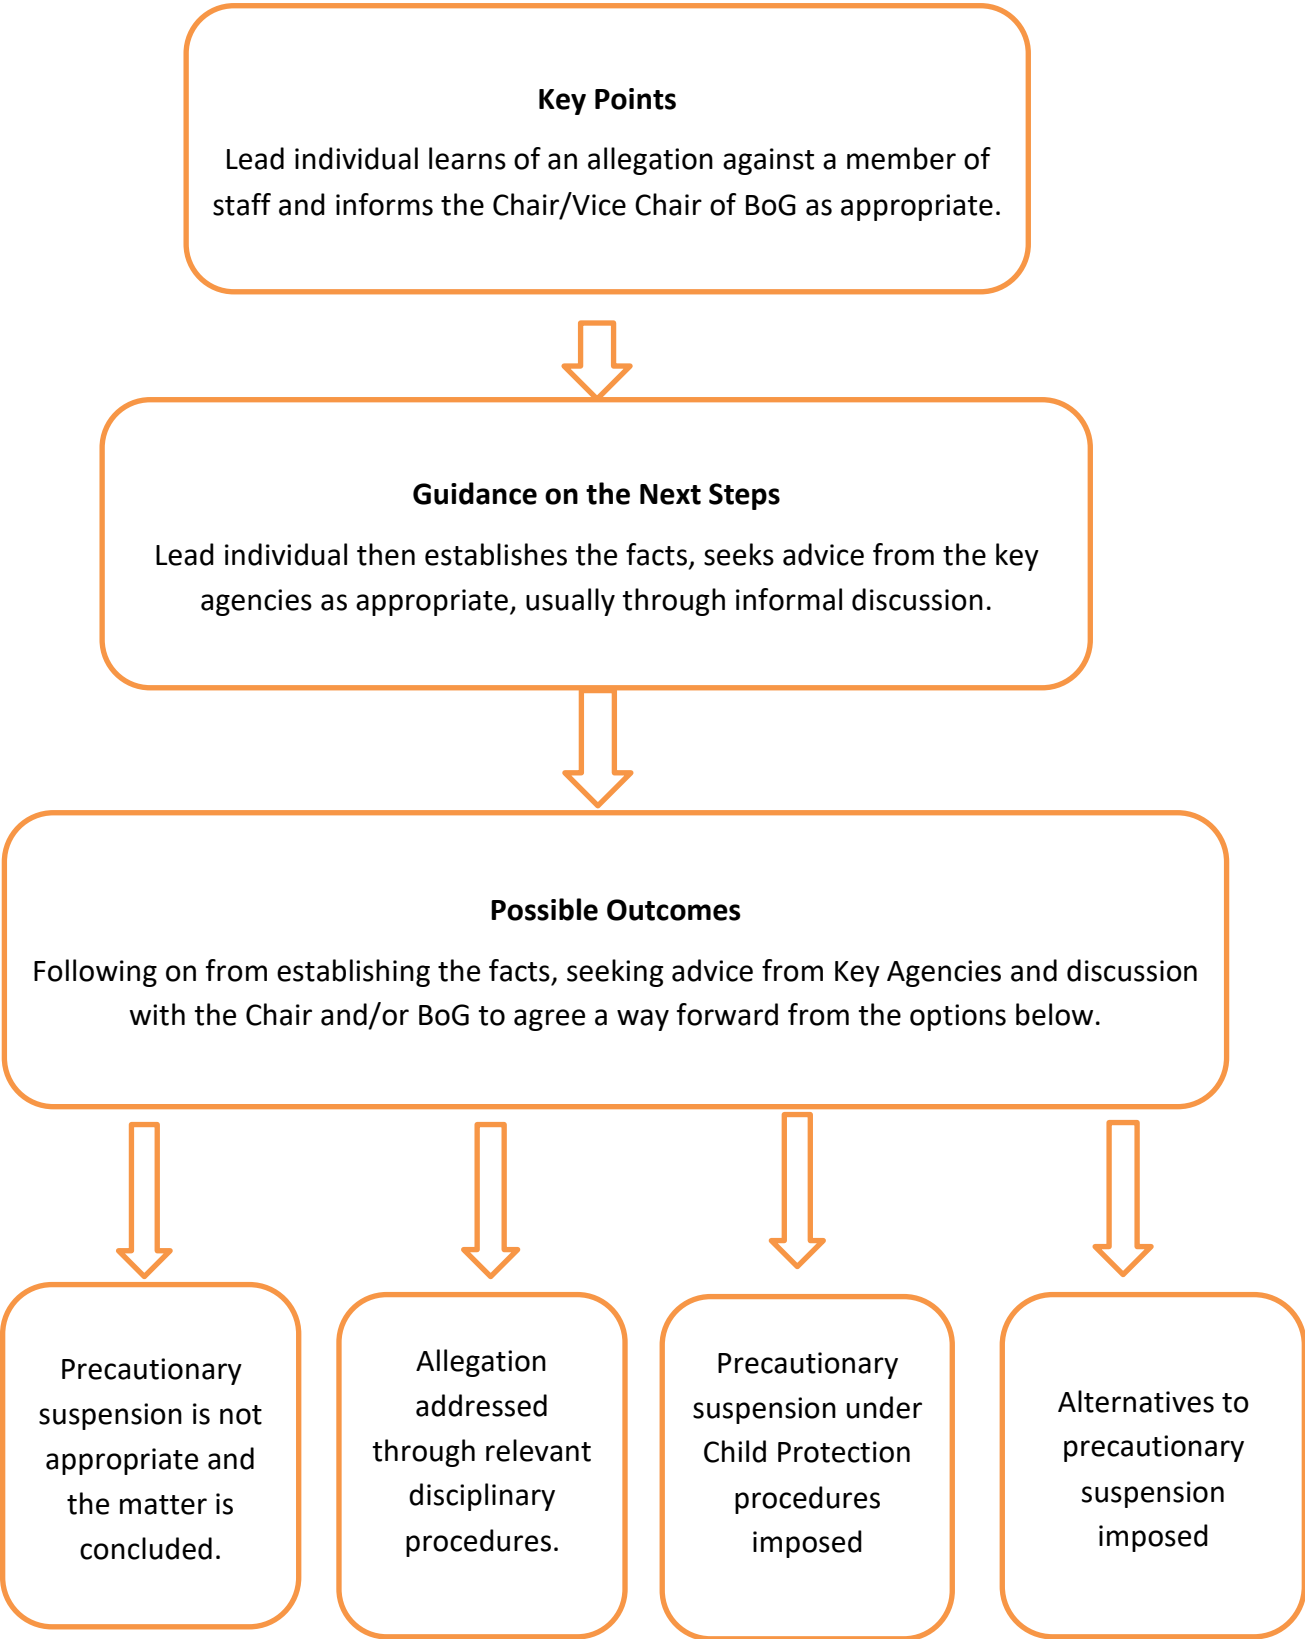 Key Points
Lead individual learns of an allegation against a member of
staff and informs the Chair/Vice Chair of BoG as appropriate.
Guidance on the Next Steps
Lead individual then establishes the facts, seeks advice from the key
agencies as appropriate, usually through informal discussion.
Possible Outcomes
Following on from establishing the facts, seeking advice from Key Agencies and discussion
with the Chair and/or BoG to agree a way forward from the options below.
Precautionary
suspension is not
appropriate and
the matter is
concluded.
Allegation
addressed
through relevant
disciplinary
procedures.
Precautionary
suspension under
Child Protection
procedures
imposed
Alternatives to
precautionary
suspension
imposed